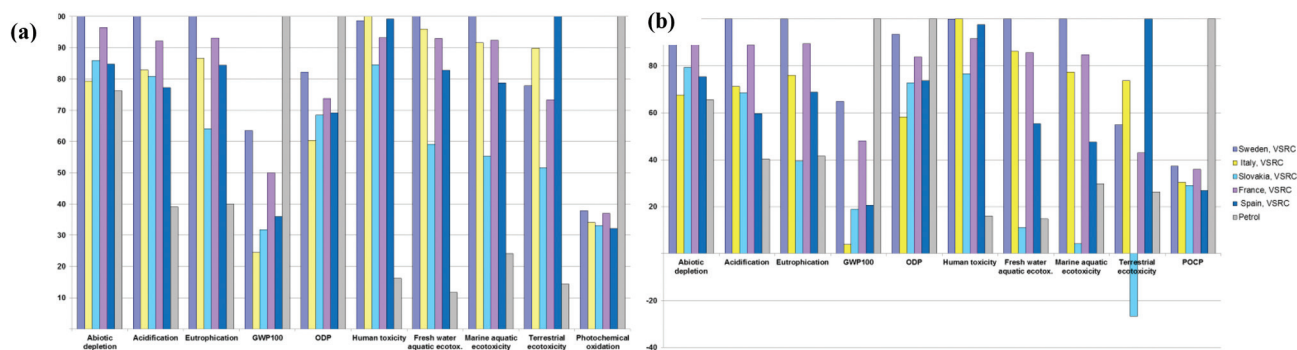 (a)
90
80
70
60
50
40
30
20
10
Abiotic
depletion
Acidification
Eutrophication
GWP100
ODP
Human toxicity
Fresh water
aquatic ecotox.
Marine aquatic
ecotoxicity
Terrestrial
ecotoxicity
Photochemical
oxidation
(b)
80
60
40
20
-20
-40
Abiotic
depletion
Acidification
Eutrophication
GWP100
ODP
Human toxicity
Fresh water
aquatic ecotox.
Marine aquatic
ecotoxicity
Terrestrial
ecotoxicity
POCP
Sweden, VSRC
Italy, VSRC
Slovakia, VSRC
France, VSRC
Spain, VSRC
Petrol